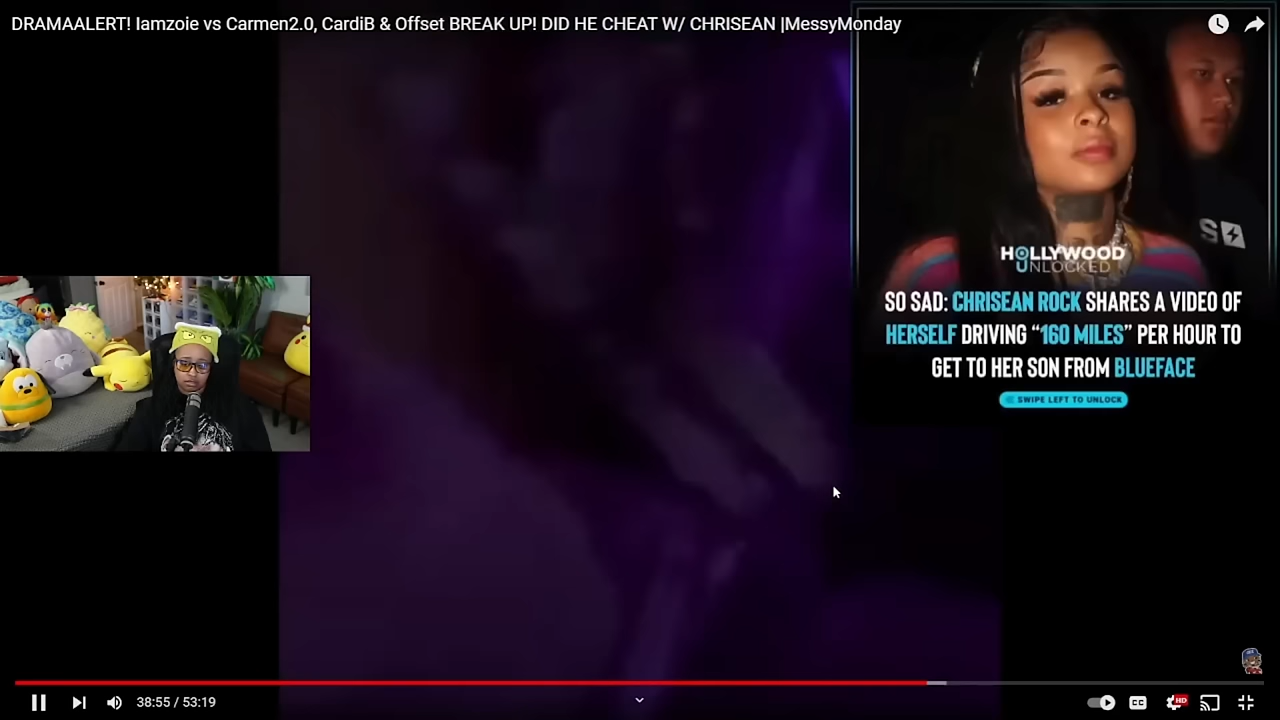 DRAMAALERT! Iamzoie vs Carmen2.0, CardiB & Offset BREAK UP! DID HE CHEAT W/ CHRISEAN |MessyMonday
S
HOLLYWOOD
UNLOCKED
SO SAD: CHRISEAN ROCK SHARES A VIDEO OF
HERSELF DRIVING “160 MILES” PER HOUR TO
GET TO HER SON FROM BLUEFACE
SWIPE LEFT TO UNLOCK
38:55 / 53:19
CC
HD